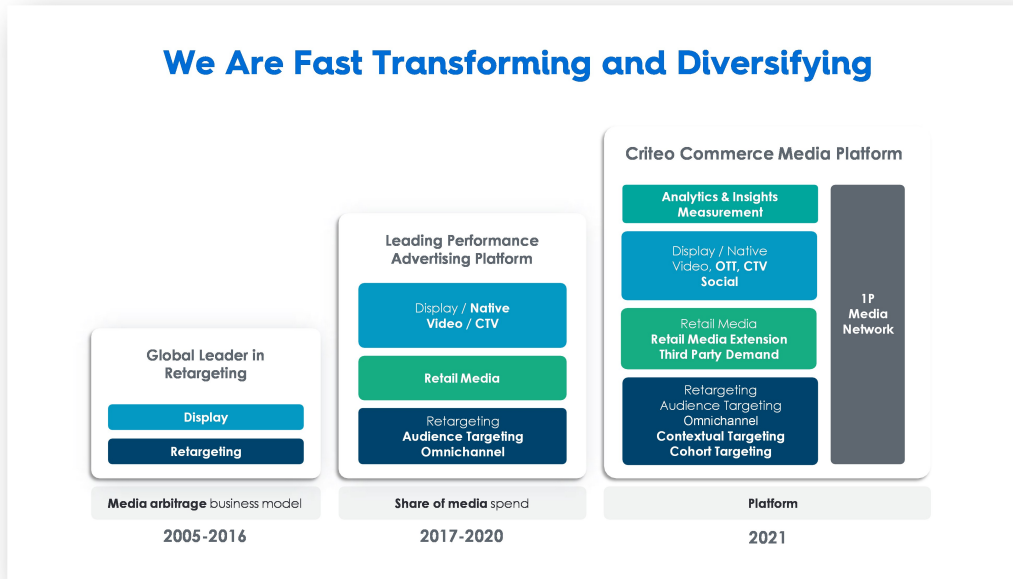 We Are Fast Transforming and Diversifying
Global Leader in
Retargeting
Display
Retargeting
Media arbitrage business model
2005-2016
Leading Performance
Advertising Platform
Display / Native
Video / CTV
Retail Media
Retargeting
Audience Targeting
Omnichannel
Share of media spend
2017-2020
Criteo Commerce Media Platform
Analytics & Insights
Measurement
Display / Native
Video, OTT, CTV
Social
Retail Media
Retail Media Extension
Third Party Demand
Retargeting
Audience Targeting
Omnichannel
Contextual Targeting
Cohort Targeting
1P
Media
Network
Platform
2021